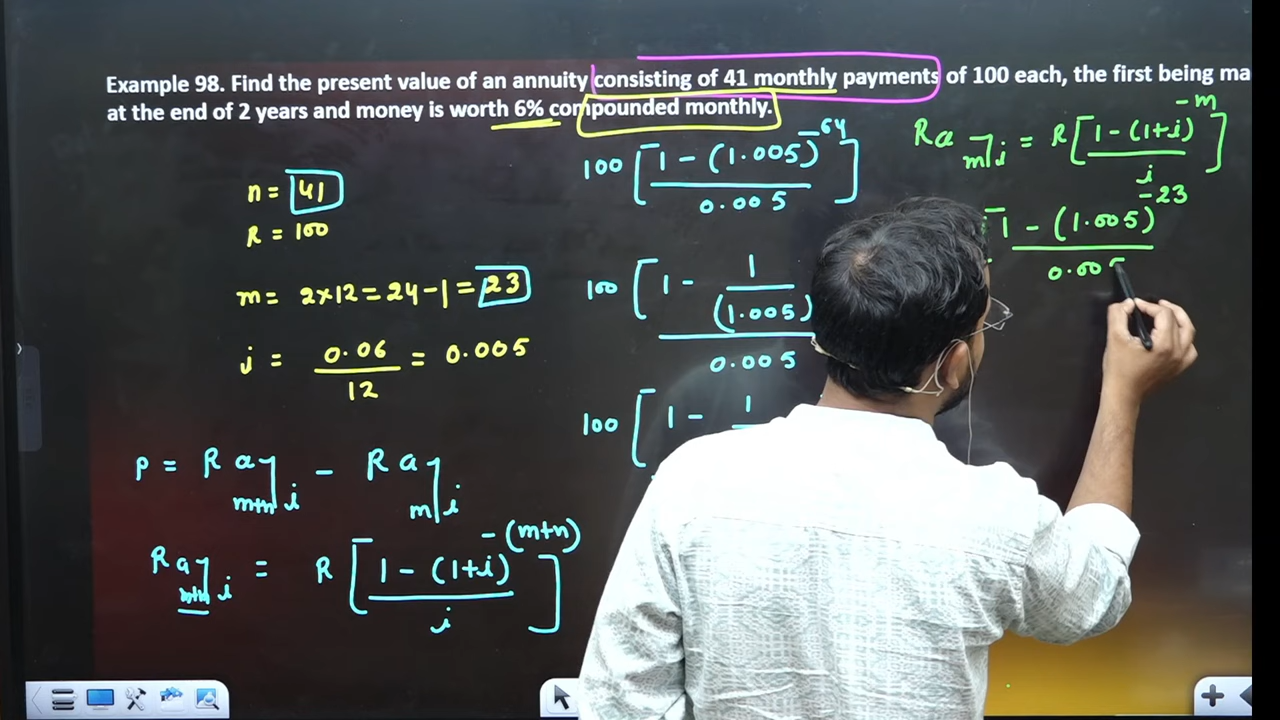 Example 98. Find the present value of an annuity consisting of 41 monthly payments of 100 each, the first being ma
at the end of 2 years and money is worth 6% compounded monthly.
n = 41
R = 100
m = 2×12 = 24-1 = 23
i = 0.06/12 = 0.005
P = R a m+n i - R a m i
R a m+n i = R [1 - (1+i)^-(m+n) / i]
100 [1 - (1.005)^-64 / 0.005]
100 [1 - 1/(1.005) / 0.005
100 [1 - 1
R a m i = R [1 - (1+i)^-m / i]
1 - (1.005)^-23 / 0.005